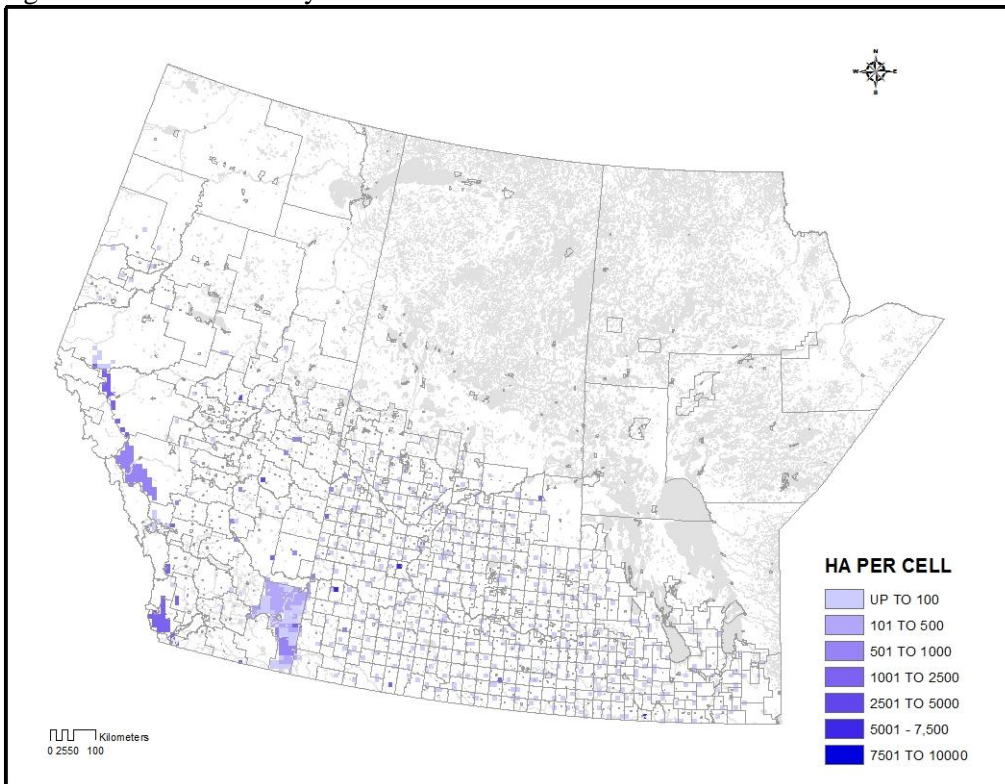 N
W E
S
HA PER CELL
UP TO 100
101 TO 500
501 TO 1000
1001 TO 2500
2501 TO 5000
5001 - 7,500
7501 TO 10000
Kilometers
0 2550 100